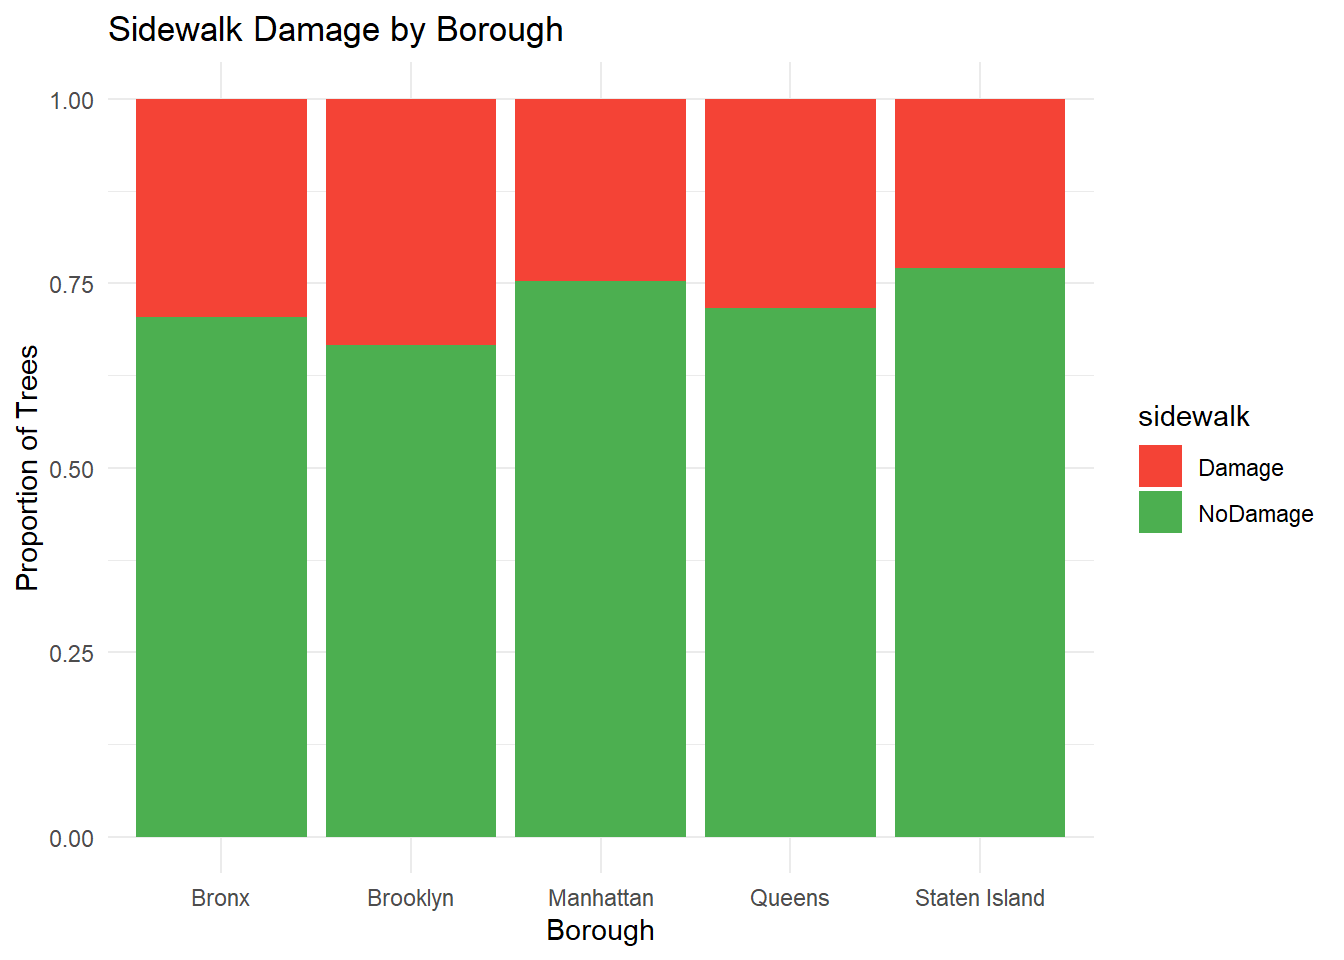 Sidewalk Damage by Borough
Proportion of Trees
1.00
0.75
0.50
0.25
0.00
Bronx
Brooklyn
Manhattan
Queens
Staten Island
Borough
sidewalk
Damage
NoDamage